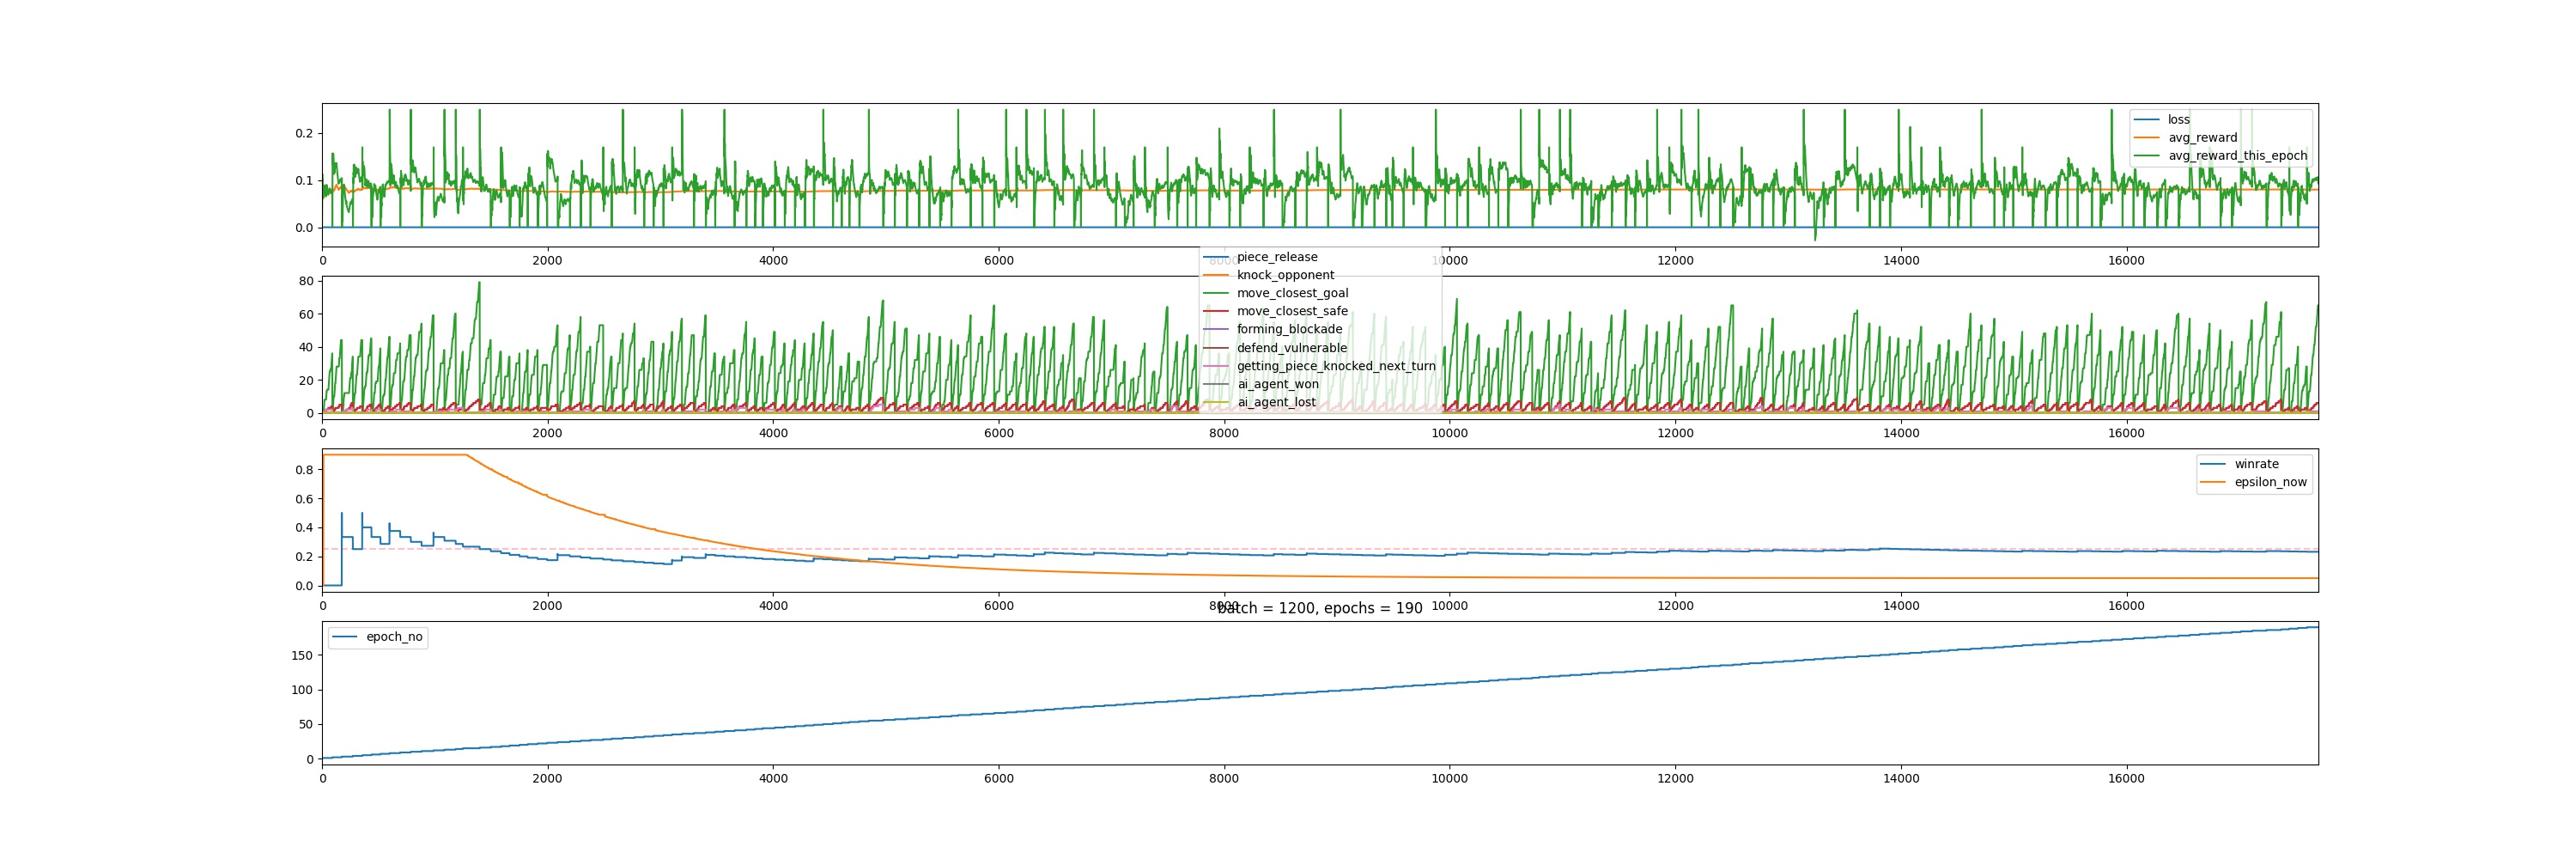 0.2
0.1
0.0
loss
avg_reward
avg_reward_this_epoch
0 2000 4000 6000 8000 10000 12000 14000 16000
80
60
40
20
0
piece_release
knock_opponent
move_closest_goal
move_closest_safe
forming_blockade
defend_vulnerable
getting_piece_knocked_next_turn
ai_agent_won
ai_agent_lost
0 2000 4000 6000 8000 10000 12000 14000 16000
0.8
0.6
0.4
0.2
0.0
winrate
epsilon_now
0 2000 4000 6000 8000 10000 12000 14000 16000
batch = 1200, epochs = 190
epoch_no
150
100
50
0
0 2000 4000 6000 8000 10000 12000 14000 16000